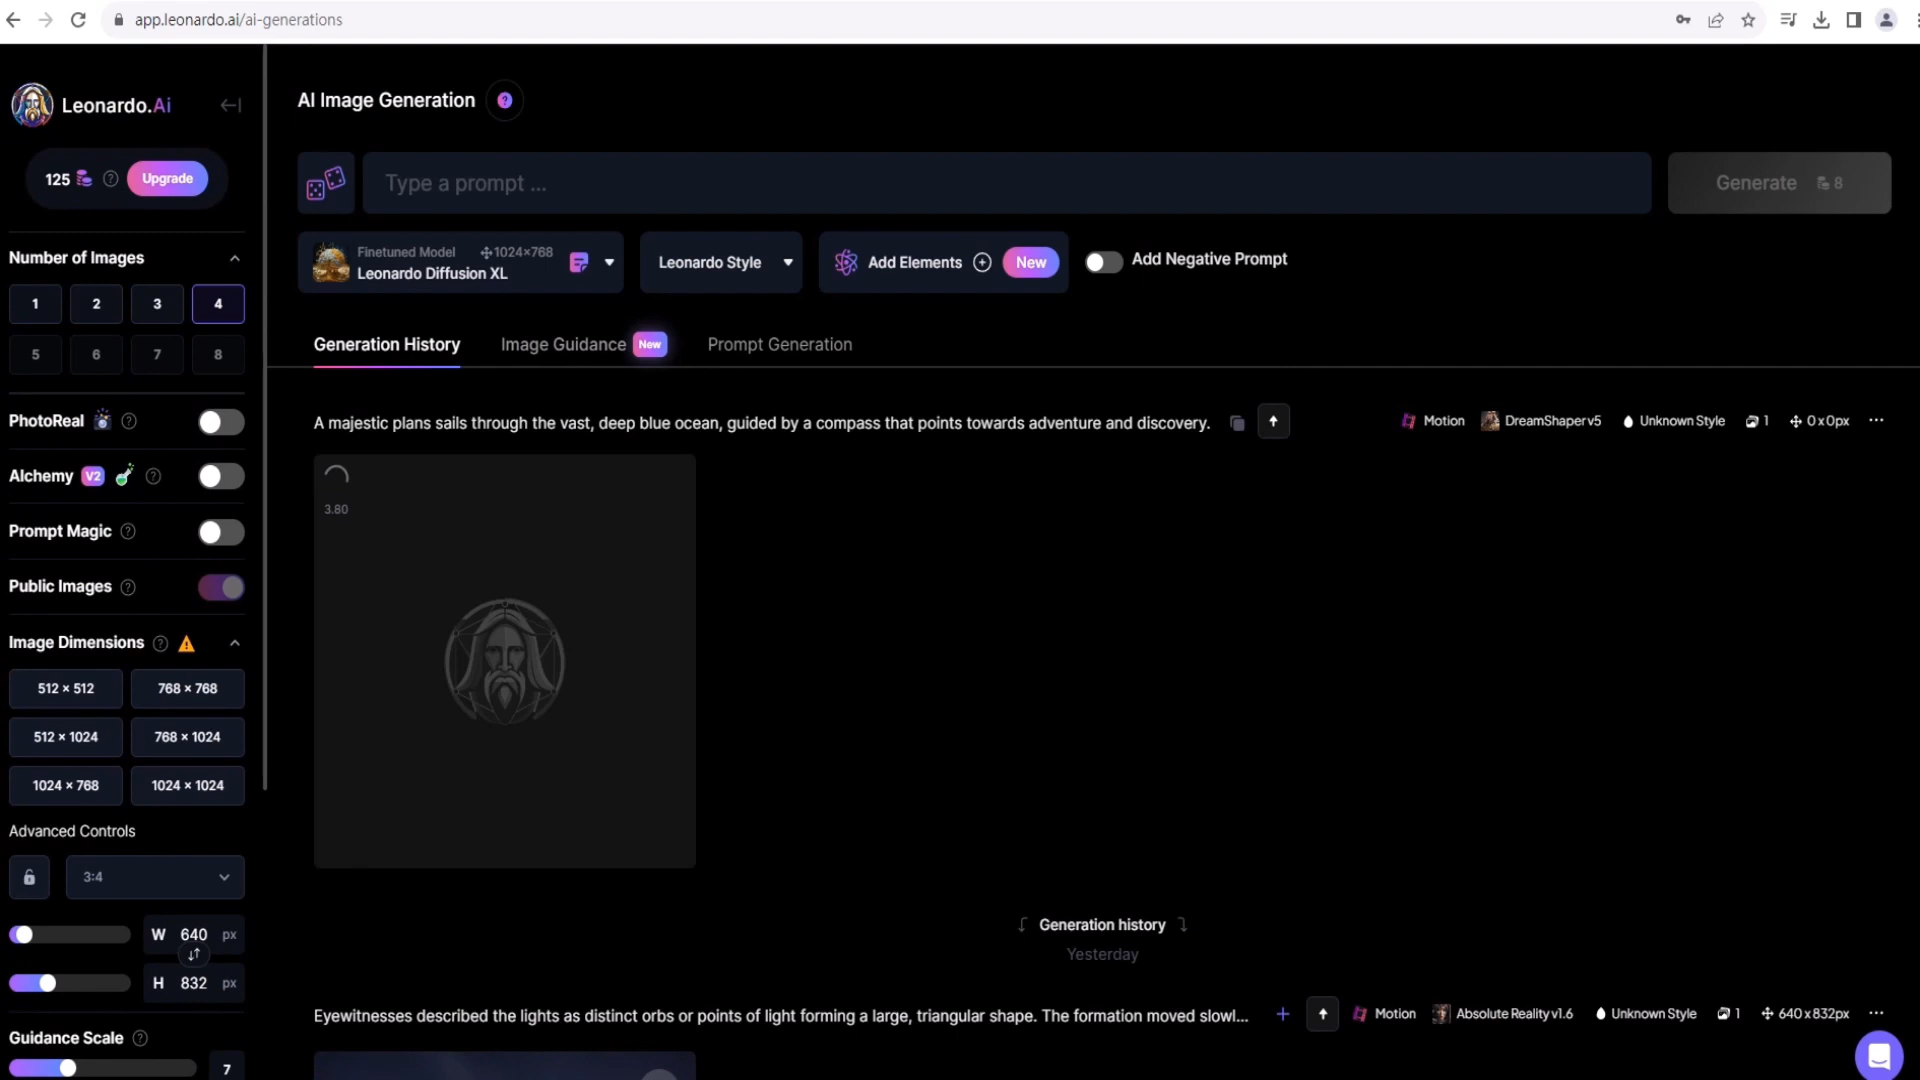 app.leonardo.ai/ai-generations
Leonardo.Ai
125
Upgrade
Number of Images
1 2 3 4
5 6 7 8
PhotoReal
Alchemy V2
Prompt Magic
Public Images
Image Dimensions
512 × 512 768 × 768
512 × 1024 768 × 1024
1024 × 768 1024 × 1024
Advanced Controls
3:4
W 640 px
H 832 px
Guidance Scale
7
AI Image Generation
Type a prompt ...
Generate 8
Finetuned Model 1024×768
Leonardo Diffusion XL
Leonardo Style
Add Elements New
Add Negative Prompt
Generation History Image Guidance New Prompt Generation
A majestic plans sails through the vast, deep blue ocean, guided by a compass that points towards adventure and discovery.
Motion DreamShaper v5 Unknown Style 1 0x0px
3.80
Generation history
Yesterday
Eyewitnesses described the lights as distinct orbs or points of light forming a large, triangular shape. The formation moved slowl...
Motion Absolute Reality v1.6 Unknown Style 1 640x832px